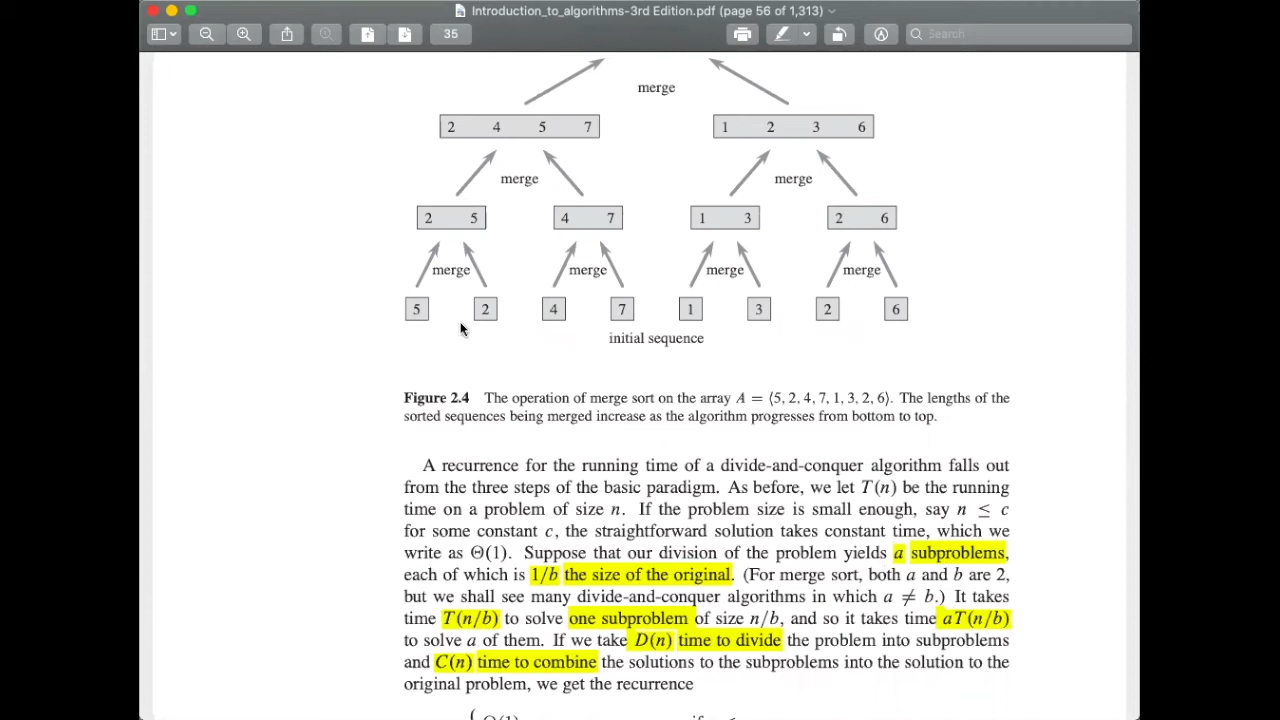 Introduction_to_algorithms-3rd Edition.pdf (page 56 of 1,313)
35
Search
merge
2 4 5 7 1 2 3 6
merge merge
2 5 4 7 1 3 2 6
merge merge merge merge
5 2 4 7 1 3 2 6
initial sequence
Figure 2.4 The operation of merge sort on the array A = ⟨5, 2, 4, 7, 1, 3, 2, 6⟩. The lengths of the
sorted sequences being merged increase as the algorithm progresses from bottom to top.
A recurrence for the running time of a divide-and-conquer algorithm falls out
from the three steps of the basic paradigm. As before, we let T(n) be the running
time on a problem of size n. If the problem size is small enough, say n ≤ c
for some constant c, the straightforward solution takes constant time, which we
write as Θ(1). Suppose that our division of the problem yields a subproblems,
each of which is 1/b the size of the original. (For merge sort, both a and b are 2,
but we shall see many divide-and-conquer algorithms in which a ≠ b.) It takes
time T(n/b) to solve one subproblem of size n/b, and so it takes time aT(n/b)
to solve a of them. If we take D(n) time to divide the problem into subproblems
and C(n) time to combine the solutions to the subproblems into the solution to the
original problem, we get the recurrence